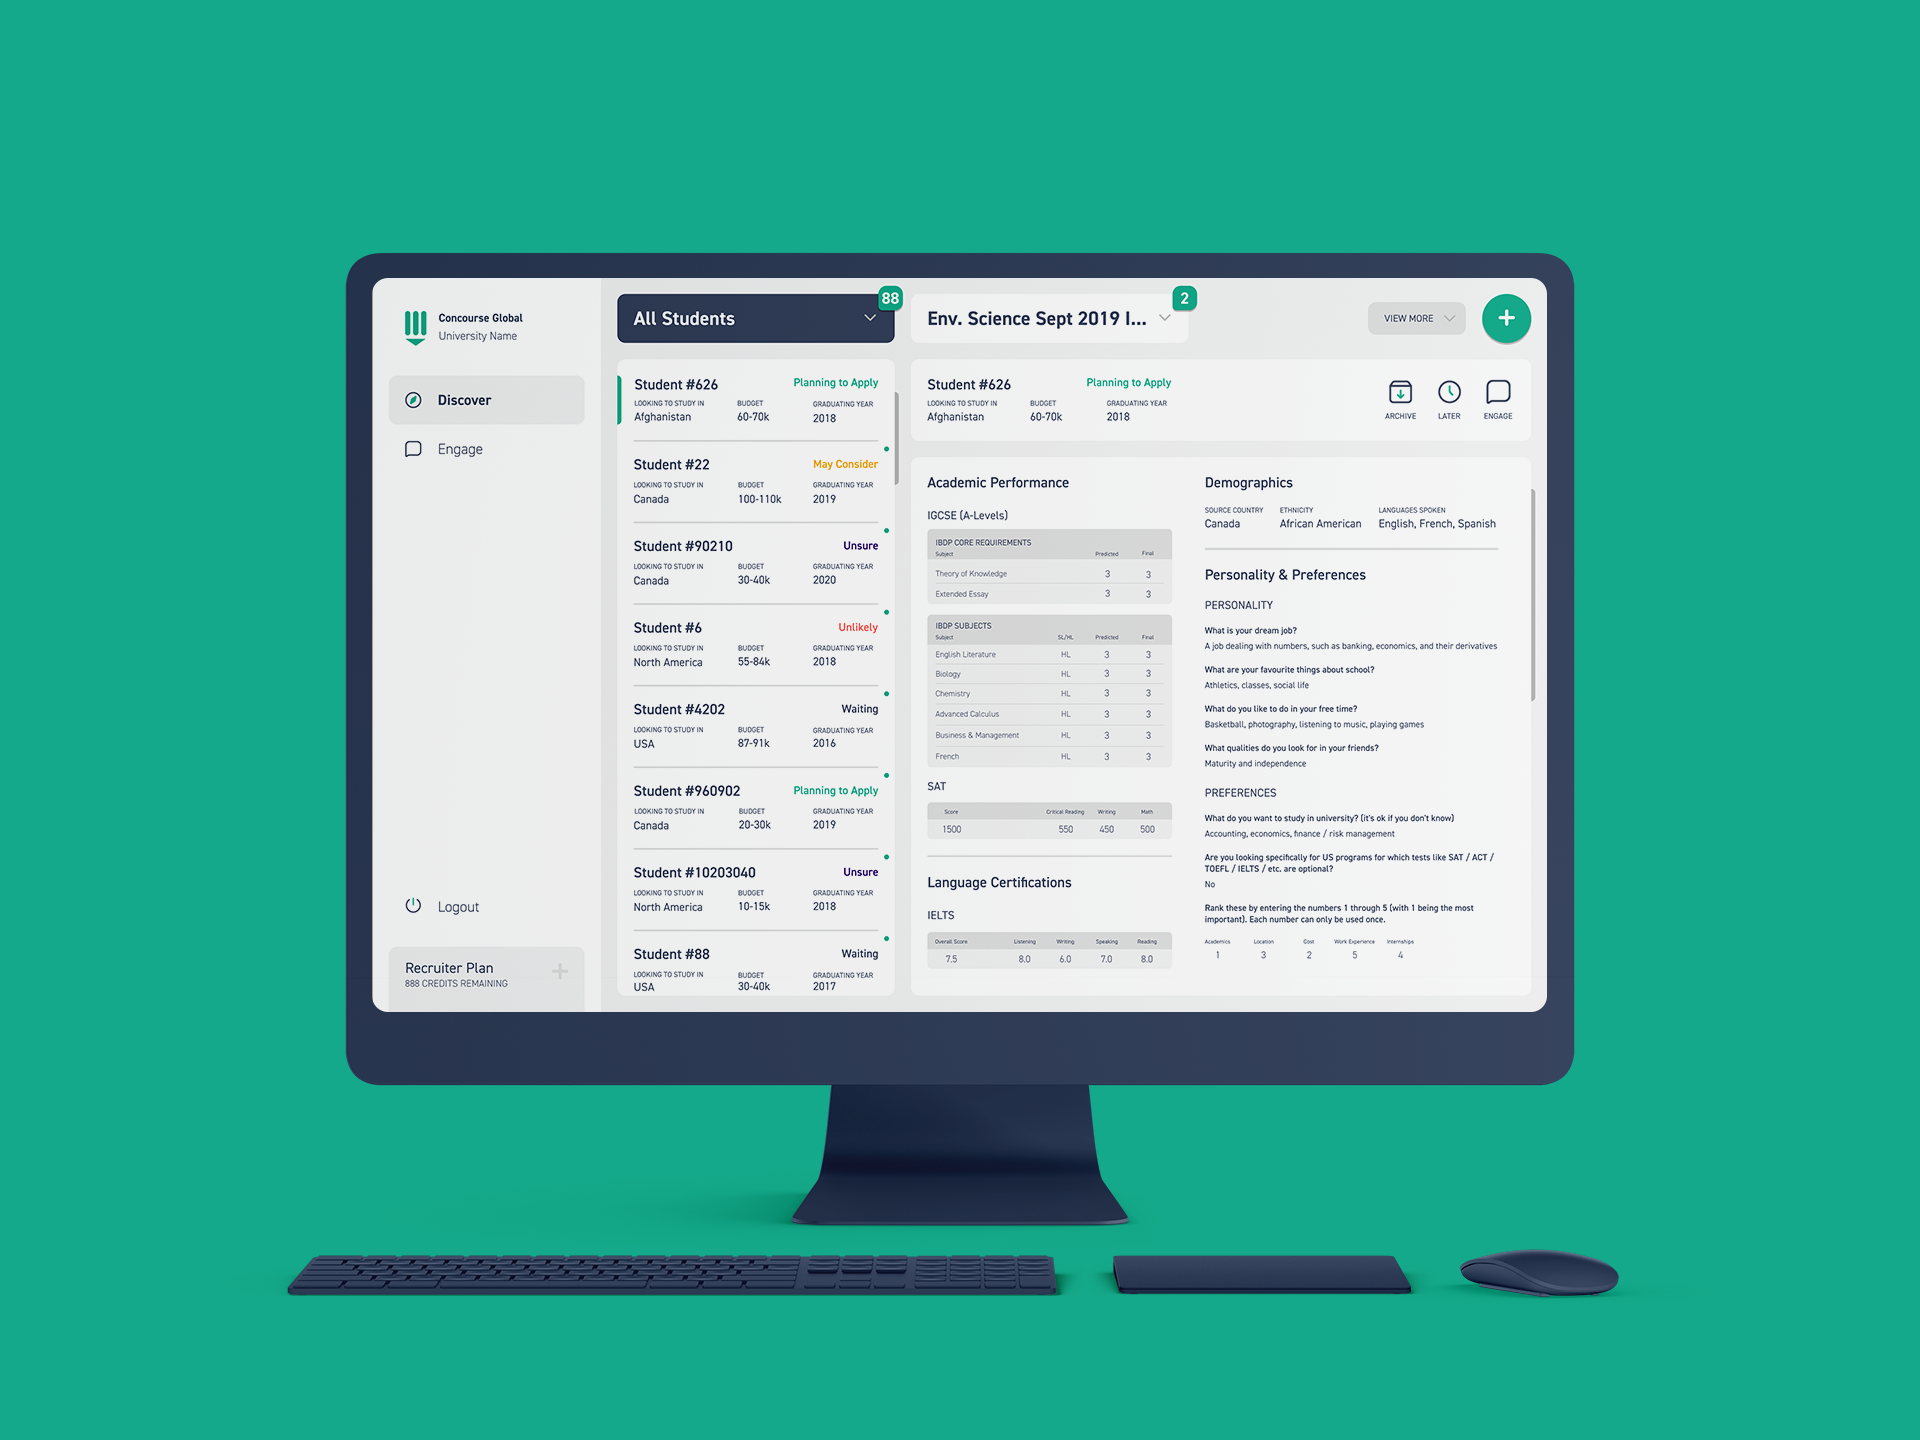 Concourse Global
University Name
Discover
Engage
Logout
Recruiter Plan
888 CREDITS REMAINING
All Students
88
Student #626 Planning to Apply
LOOKING TO STUDY IN BUDGET GRADUATING YEAR
Afghanistan 60-70k 2018
Student #22 May Consider
LOOKING TO STUDY IN BUDGET GRADUATING YEAR
Canada 100-110k 2019
Student #90210 Unsure
LOOKING TO STUDY IN BUDGET GRADUATING YEAR
Canada 30-40k 2020
Student #6 Unlikely
LOOKING TO STUDY IN BUDGET GRADUATING YEAR
North America 55-84k 2018
Student #4202 Waiting
LOOKING TO STUDY IN BUDGET GRADUATING YEAR
USA 87-91k 2016
Student #960902 Planning to Apply
LOOKING TO STUDY IN BUDGET GRADUATING YEAR
Canada 20-30k 2019
Student #10203040 Unsure
LOOKING TO STUDY IN BUDGET GRADUATING YEAR
North America 10-15k 2018
Student #88 Waiting
LOOKING TO STUDY IN BUDGET GRADUATING YEAR
USA 30-40k 2017
Env. Science Sept 2019 I...
2
VIEW MORE
Student #626 Planning to Apply
LOOKING TO STUDY IN BUDGET GRADUATING YEAR
Afghanistan 60-70k 2018
ARCHIVE LATER ENGAGE
Academic Performance
IGCSE (A-Levels)
IBDP CORE REQUIREMENTS
Subject Predicted Final
Theory of Knowledge 3 3
Extended Essay 3 3
IBDP SUBJECTS
Subject SL/HL Predicted Final
English Literature HL 3 3
Biology HL 3 3
Chemistry HL 3 3
Advanced Calculus HL 3 3
Business & Management HL 3 3
French HL 3 3
SAT
Score Critical Reading Writing Math
1500 550 450 500
Language Certifications
IELTS
Overall Score Listening Writing Speaking Reading
7.5 8.0 6.0 7.0 8.0
Demographics
SOURCE COUNTRY ETHNICITY LANGUAGES SPOKEN
Canada African American English, French, Spanish
Personality & Preferences
PERSONALITY
What is your dream job?
A job dealing with numbers, such as banking, economics, and their derivatives
What are your favourite things about school?
Athletics, classes, social life
What do you like to do in your free time?
Basketball, photography, listening to music, playing games
What qualities do you look for in your friends?
Maturity and independence
PREFERENCES
What do you want to study in university? (it's ok if you don't know)
Accounting, economics, finance / risk management
Are you looking specifically for US programs for which tests like SAT / ACT /
TOEFL / IELTS / etc. are optional?
No
Rank these by entering the numbers 1 through 5 (with 1 being the most
important). Each number can only be used once.
Academics Location Cost Work Experience Internships
1 3 2 5 4